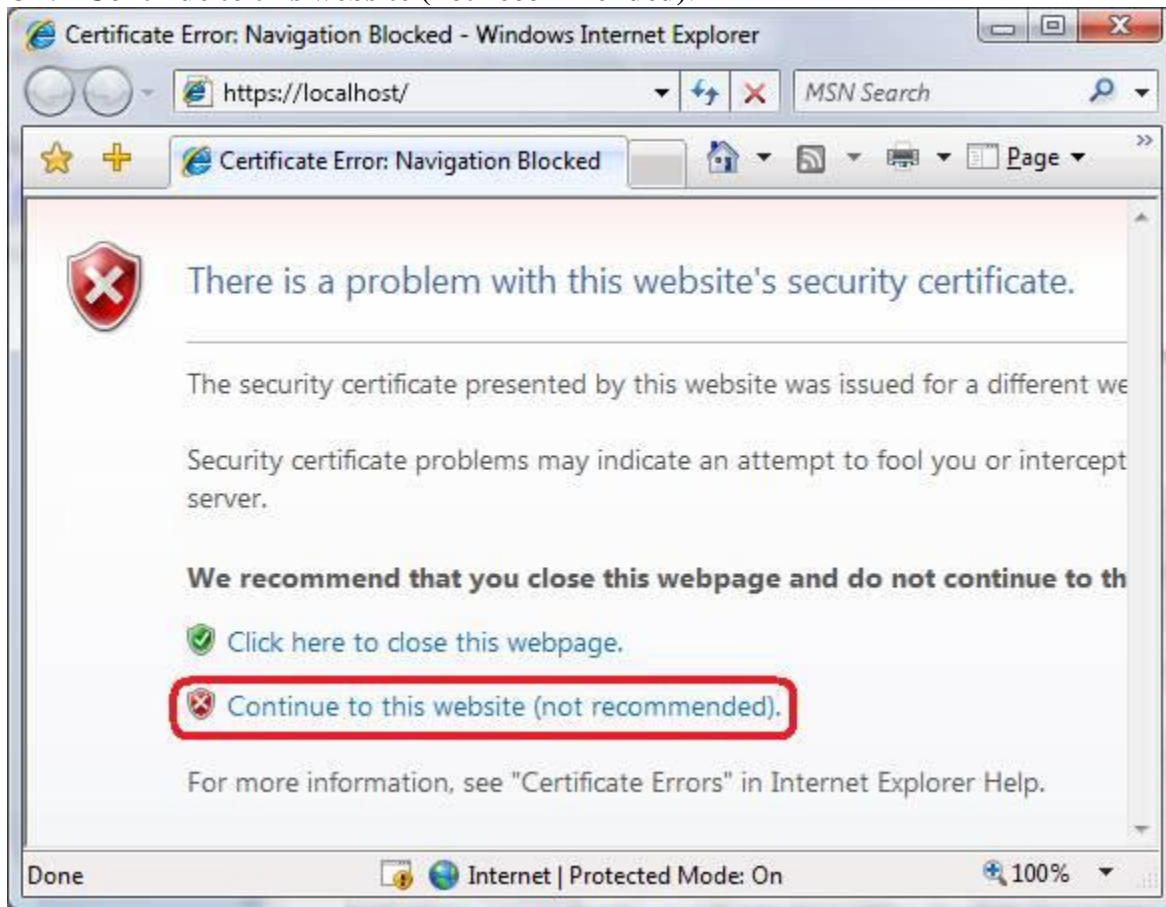 Certificate Error: Navigation Blocked - Windows Internet Explorer
https://localhost/ MSN Search
Certificate Error: Navigation Blocked Page
There is a problem with this website's security certificate.
The security certificate presented by this website was issued for a different we
Security certificate problems may indicate an attempt to fool you or intercept
server.
We recommend that you close this webpage and do not continue to th
Click here to close this webpage.
Continue to this website (not recommended).
For more information, see "Certificate Errors" in Internet Explorer Help.
Done Internet | Protected Mode: On 100%